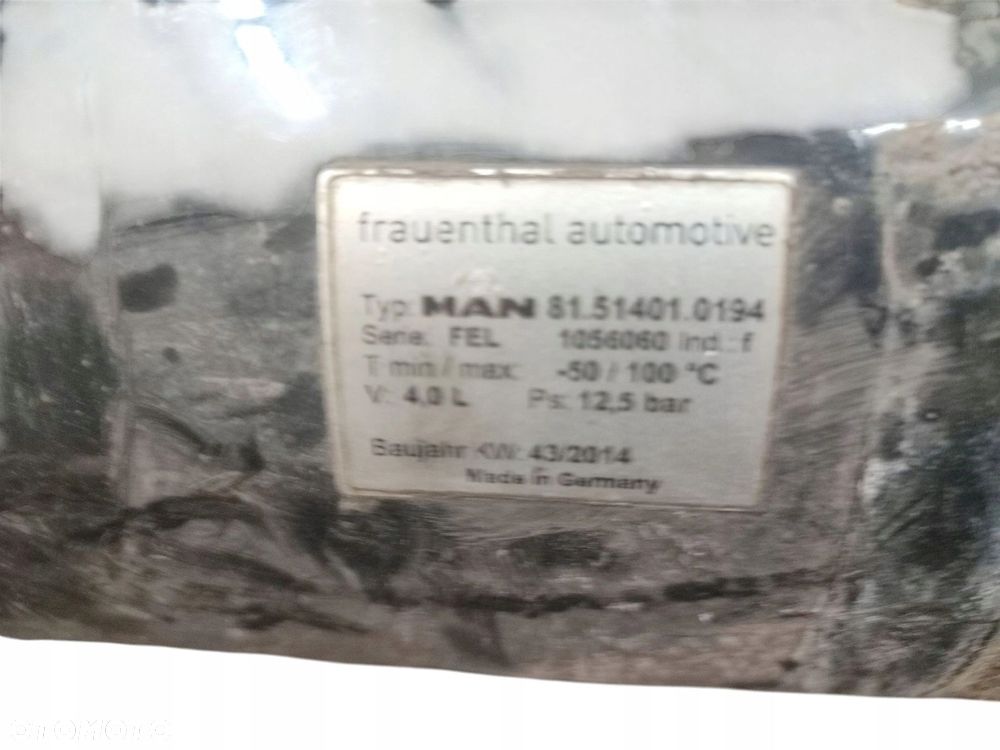 frauenthal automotive
Typ: MAN 81.51401.0194
Serie: FEL 1056060 Ind.: f
T min / max: -50 / 100 °C
V: 4,0 L Ps: 12,5 bar
Baujahr KW: 43/2014
Made in Germany
OTOMOTO